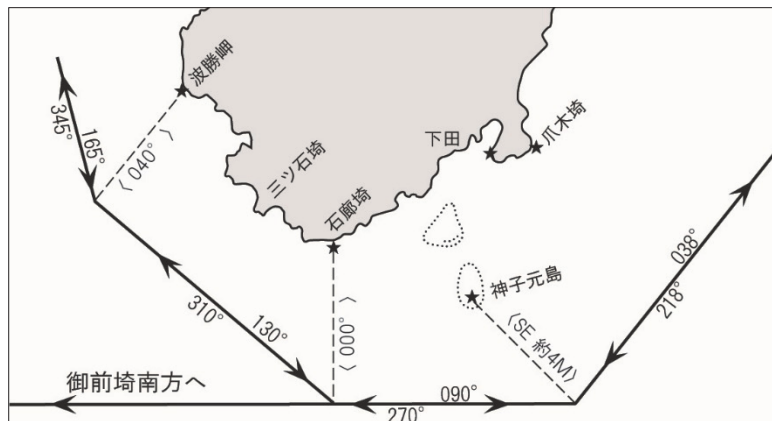 波勝岬
345°
165°
〈 040° 〉
三ツ石埼
石廊埼
下田
爪木埼
神子元島
〈SE 約4M〉
038°
218°
310°
130°
〈 000° 〉
御前埼南方へ
090°
270°